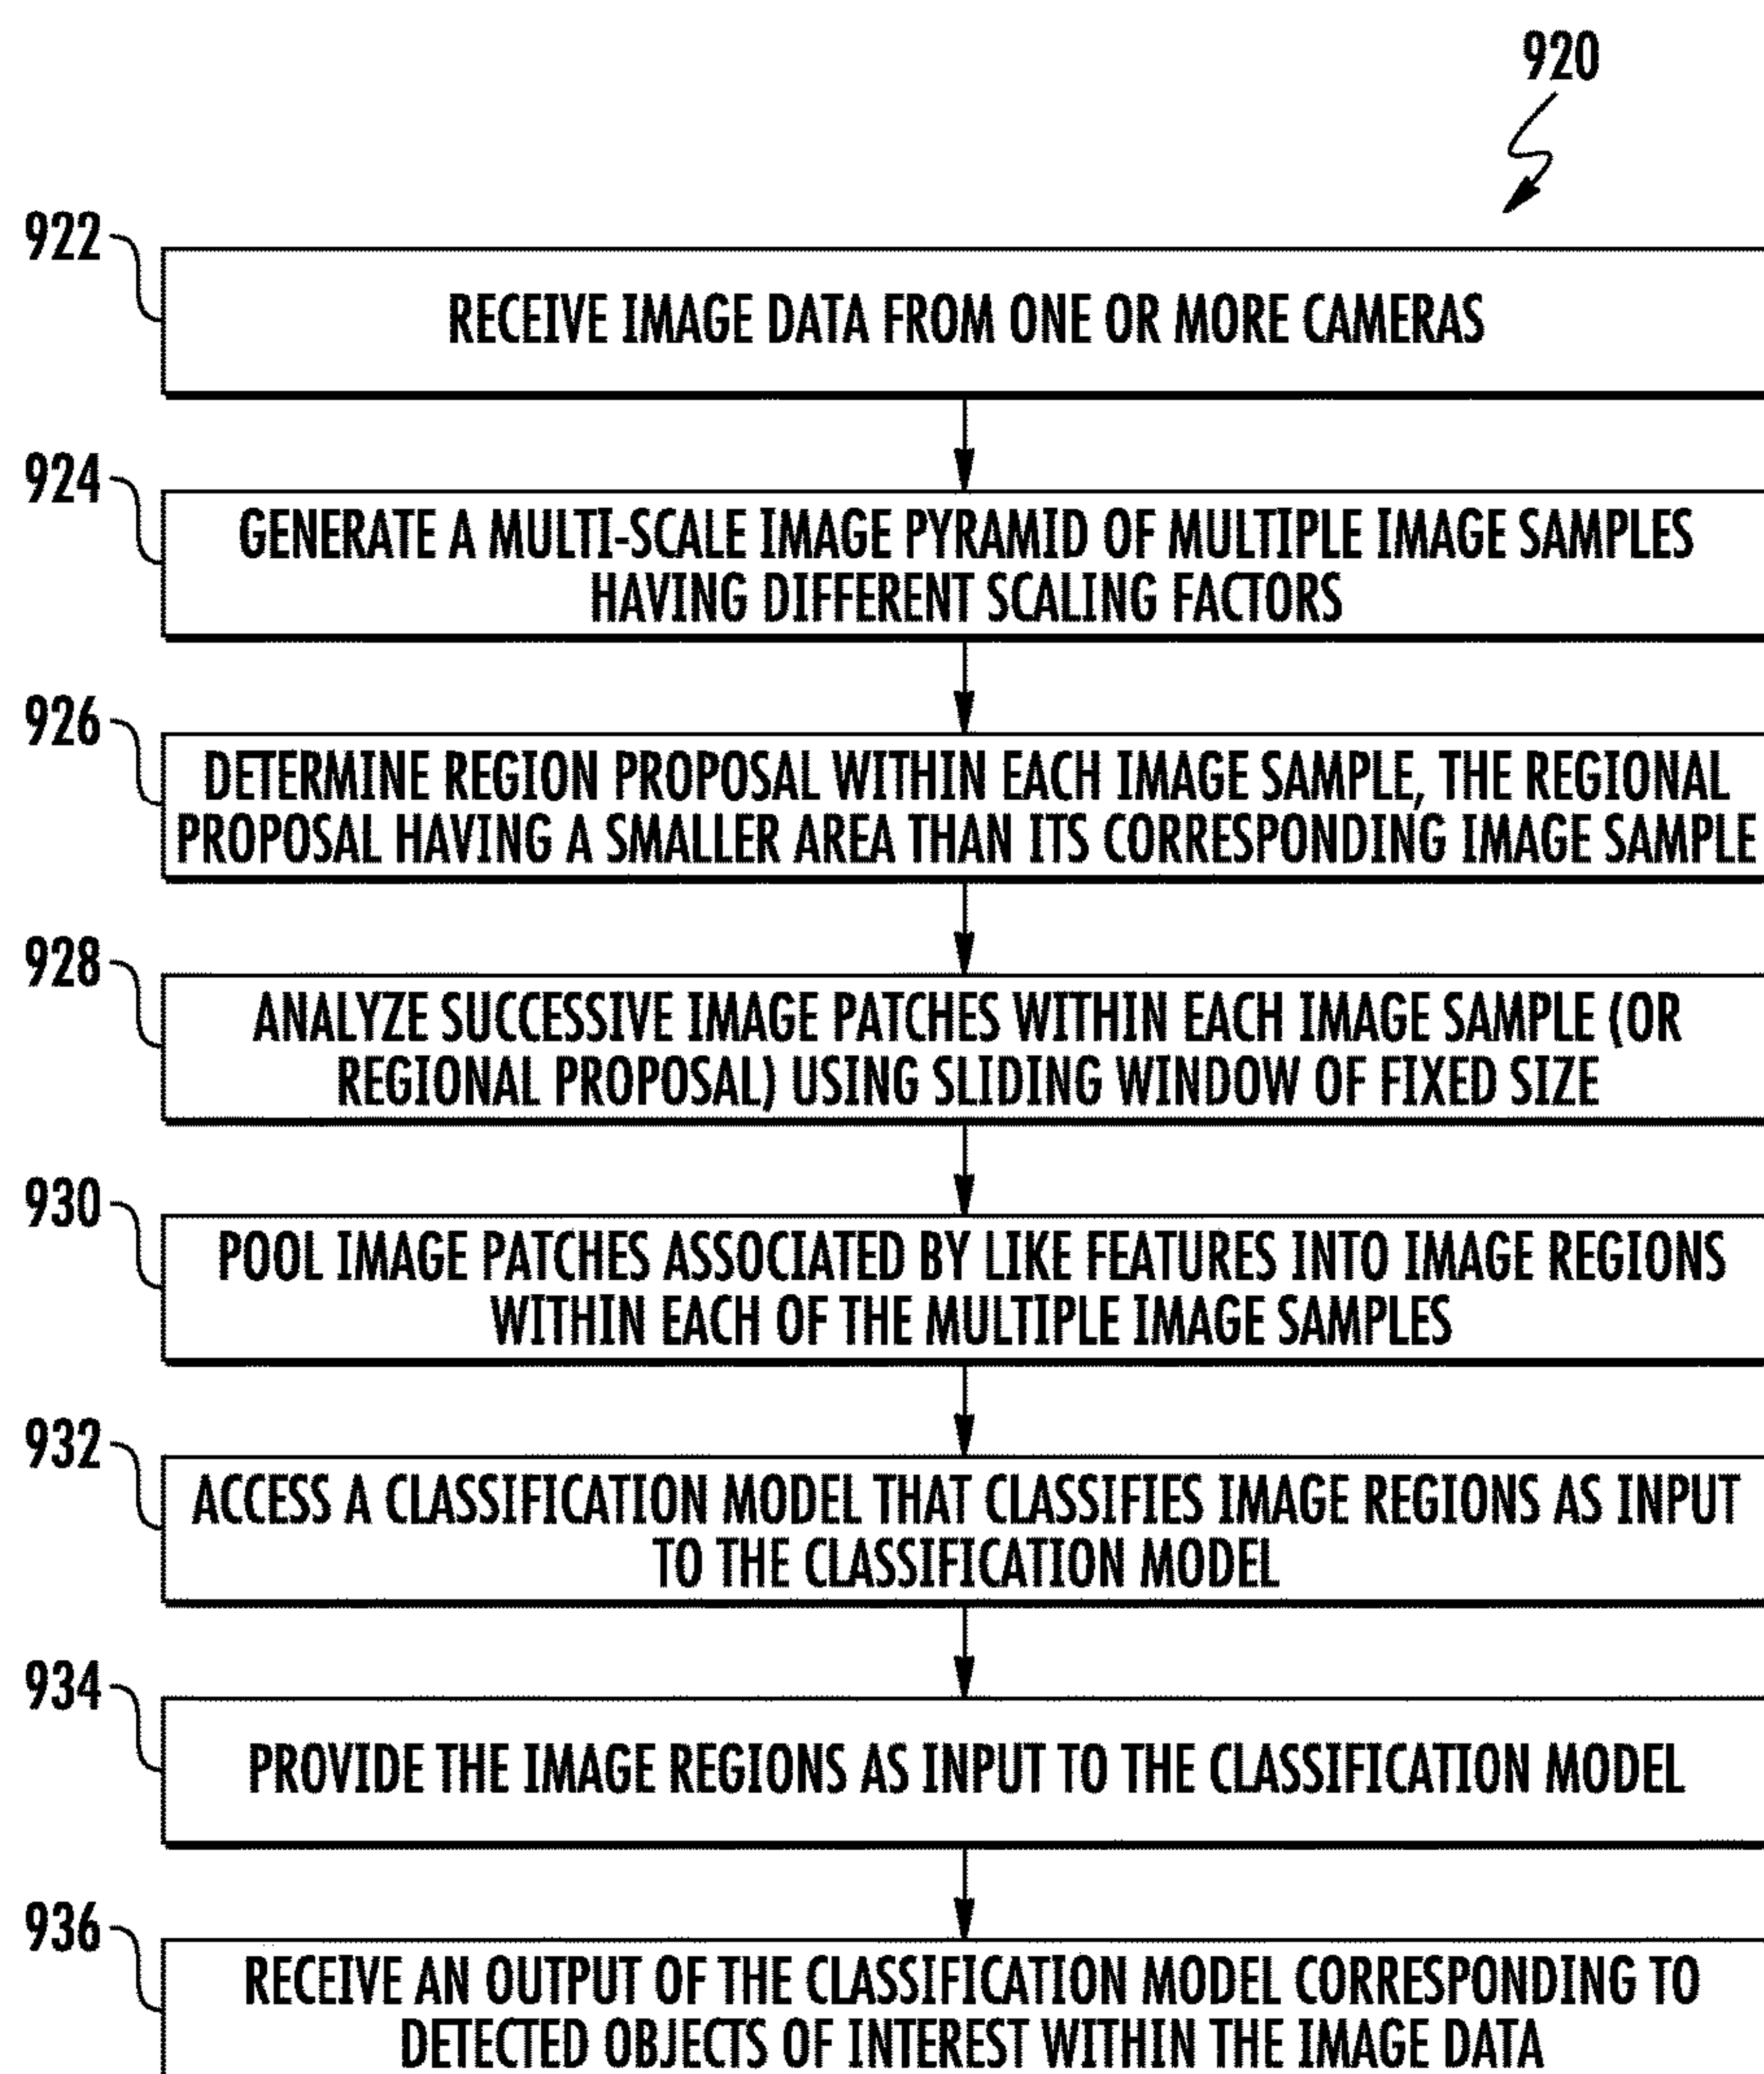 920
922
RECEIVE IMAGE DATA FROM ONE OR MORE CAMERAS
924
GENERATE A MULTI-SCALE IMAGE PYRAMID OF MULTIPLE IMAGE SAMPLES
HAVING DIFFERENT SCALING FACTORS
926
DETERMINE REGION PROPOSAL WITHIN EACH IMAGE SAMPLE, THE REGIONAL
PROPOSAL HAVING A SMALLER AREA THAN ITS CORRESPONDING IMAGE SAMPLE
928
ANALYZE SUCCESSIVE IMAGE PATCHES WITHIN EACH IMAGE SAMPLE (OR
REGIONAL PROPOSAL) USING SLIDING WINDOW OF FIXED SIZE
930
POOL IMAGE PATCHES ASSOCIATED BY LIKE FEATURES INTO IMAGE REGIONS
WITHIN EACH OF THE MULTIPLE IMAGE SAMPLES
932
ACCESS A CLASSIFICATION MODEL THAT CLASSIFIES IMAGE REGIONS AS INPUT
TO THE CLASSIFICATION MODEL
934
PROVIDE THE IMAGE REGIONS AS INPUT TO THE CLASSIFICATION MODEL
936
RECEIVE AN OUTPUT OF THE CLASSIFICATION MODEL CORRESPONDING TO
DETECTED OBJECTS OF INTEREST WITHIN THE IMAGE DATA